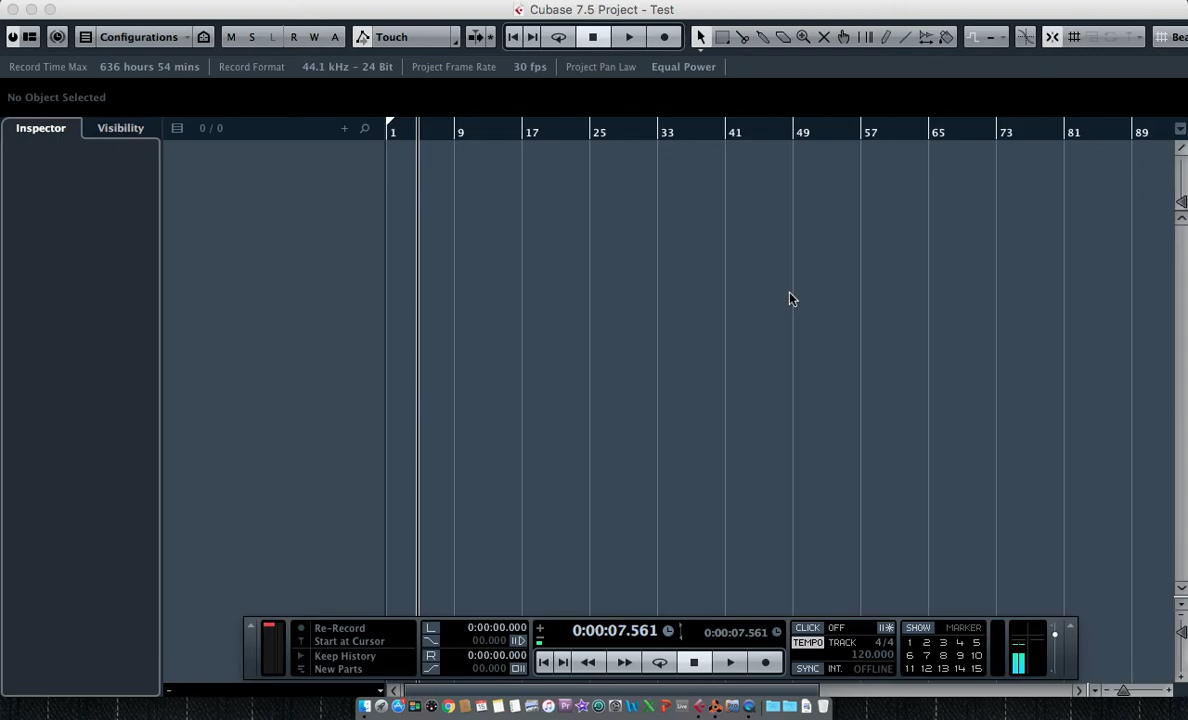 Cubase 7.5 Project - Test
Configurations M S L R W A Touch Bea
Record Time Max 636 hours 54 mins Record Format 44.1 kHz - 24 Bit Project Frame Rate 30 fps Project Pan Law Equal Power
No Object Selected
Inspector Visibility 0 / 0 + 1 9 17 25 33 41 49 57 65 73 81 89
Re-Record L 0:00:00.000 0:00:07.561 0:00:07.561 CLICK OFF SHOW MARKER
Start at Cursor 00.000 TEMPO TRACK 4/4 1 2 3 4 5
Keep History R 0:00:00.000 120.000 6 7 8 9 10
New Parts 00.000 SYNC INT. OFFLINE 11 12 13 14 15